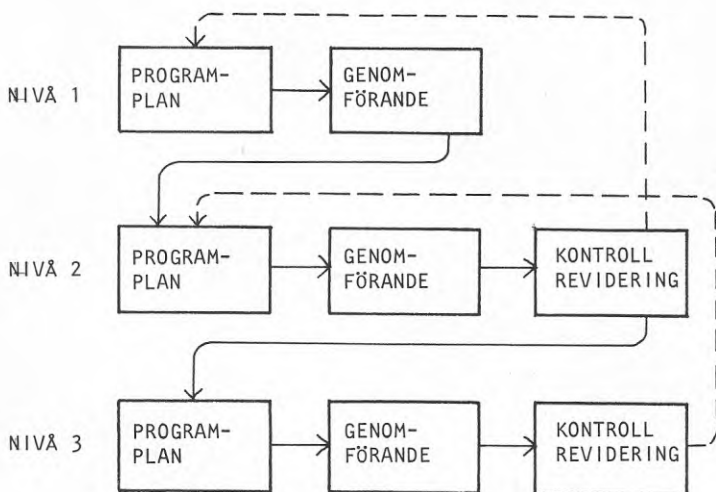 NIVÅ 1
PROGRAM-
PLAN
GENOM-
FÖRANDE
NIVÅ 2
PROGRAM-
PLAN
GENOM-
FÖRANDE
KONTROLL
REVIDERING
NIVÅ 3
PROGRAM-
PLAN
GENOM-
FÖRANDE
KONTROLL
REVIDERING